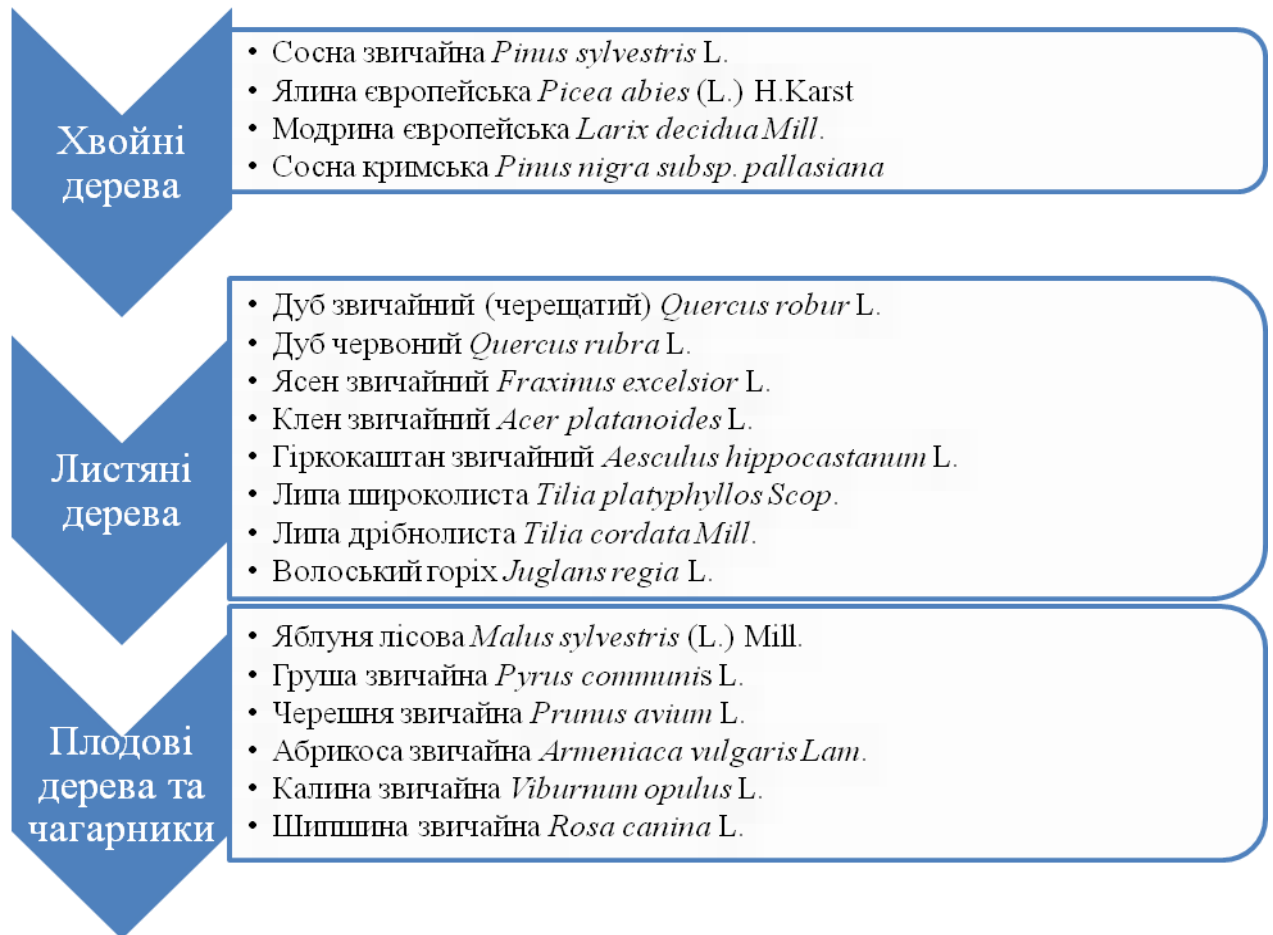 Хвойні
дерева
• Сосна звичайна Pinus sylvestris L.
• Ялина європейська Picea abies (L.) H.Karst
• Модрина європейська Larix decidua Mill.
• Сосна кримська Pinus nigra subsp. pallasiana
Листяні
дерева
• Дуб звичайний (черещатий) Quercus robur L.
• Дуб червоний Quercus rubra L.
• Ясен звичайний Fraxinus excelsior L.
• Клен звичайний Acer platanoides L.
• Гіркокаштан звичайний Aesculus hippocastanum L.
• Липа широколиста Tilia platyphyllos Scop.
• Липа дрібнолиста Tilia cordata Mill.
• Волоський горіх Juglans regia L.
Плодові
дерева та
чагарники
• Яблуня лісова Malus sylvestris (L.) Mill.
• Груша звичайна Pyrus communis L.
• Черешня звичайна Prunus avium L.
• Абрикоса звичайна Armeniaca vulgaris Lam.
• Калина звичайна Viburnum opulus L.
• Шипшина звичайна Rosa canina L.